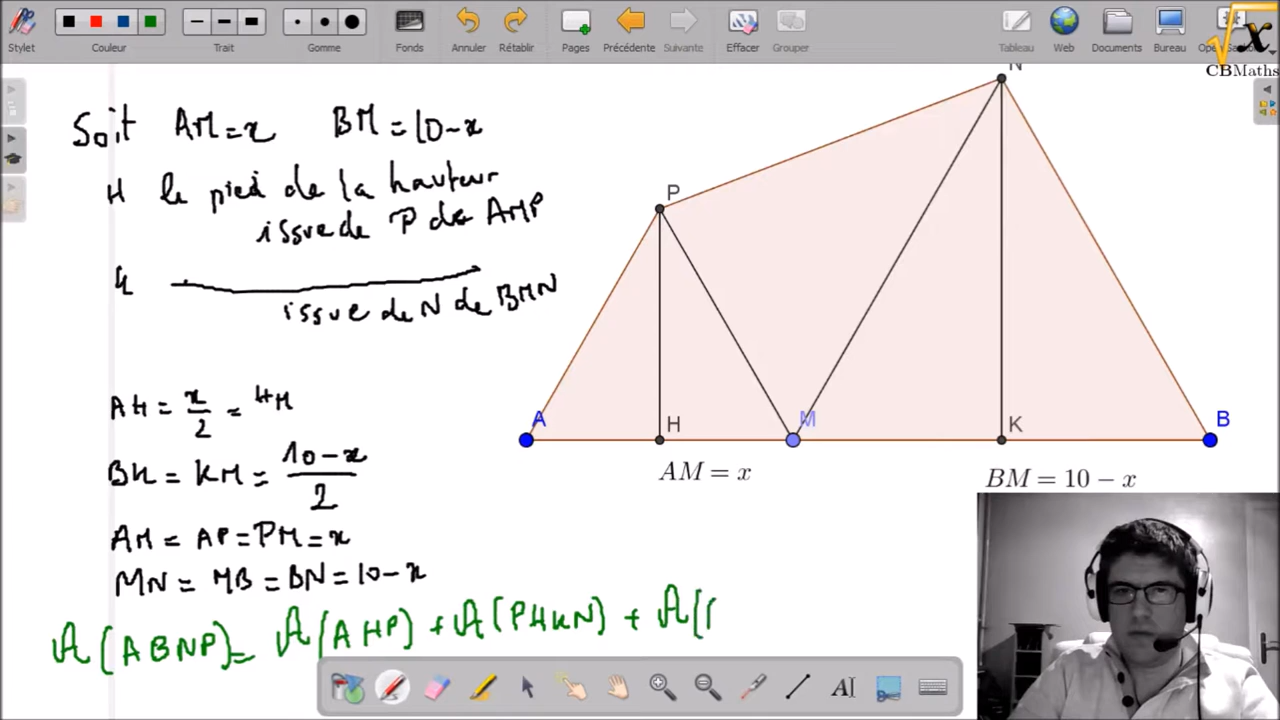 Stylet
Couleur
Trait
Gomme
Fonds
Annuler
Rétablir
Pages
Précédente
Suivante
Effacer
Grouper
Tableau
Web
Documents
Bureau
x
CBMaths
Soit AM = x BM = 10 - x
H le pied de la hauteur
issue de P de AMP
K
issue de N de BMN
AH = x/2 = HM
BK = KM = (10 - x)/2
AM = AP = PM = x
MN = MB = BN = 10 - x
A(ABNP) = A(AHP) + A(PHKN) + A(
N
P
A
H
M
K
B
AM = x
BM = 10 − x
AI